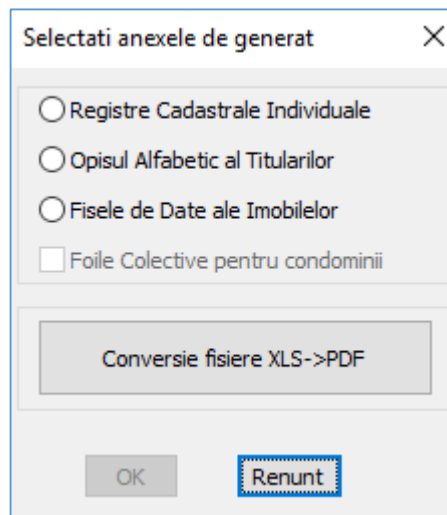 Selectati anexele de generat
Registre Cadastrale Individuale
Opisul Alfabetic al Titularilor
Fisele de Date ale Imobilelor
Foile Colective pentru condominii
Conversie fisiere XLS->PDF
OK Renunt